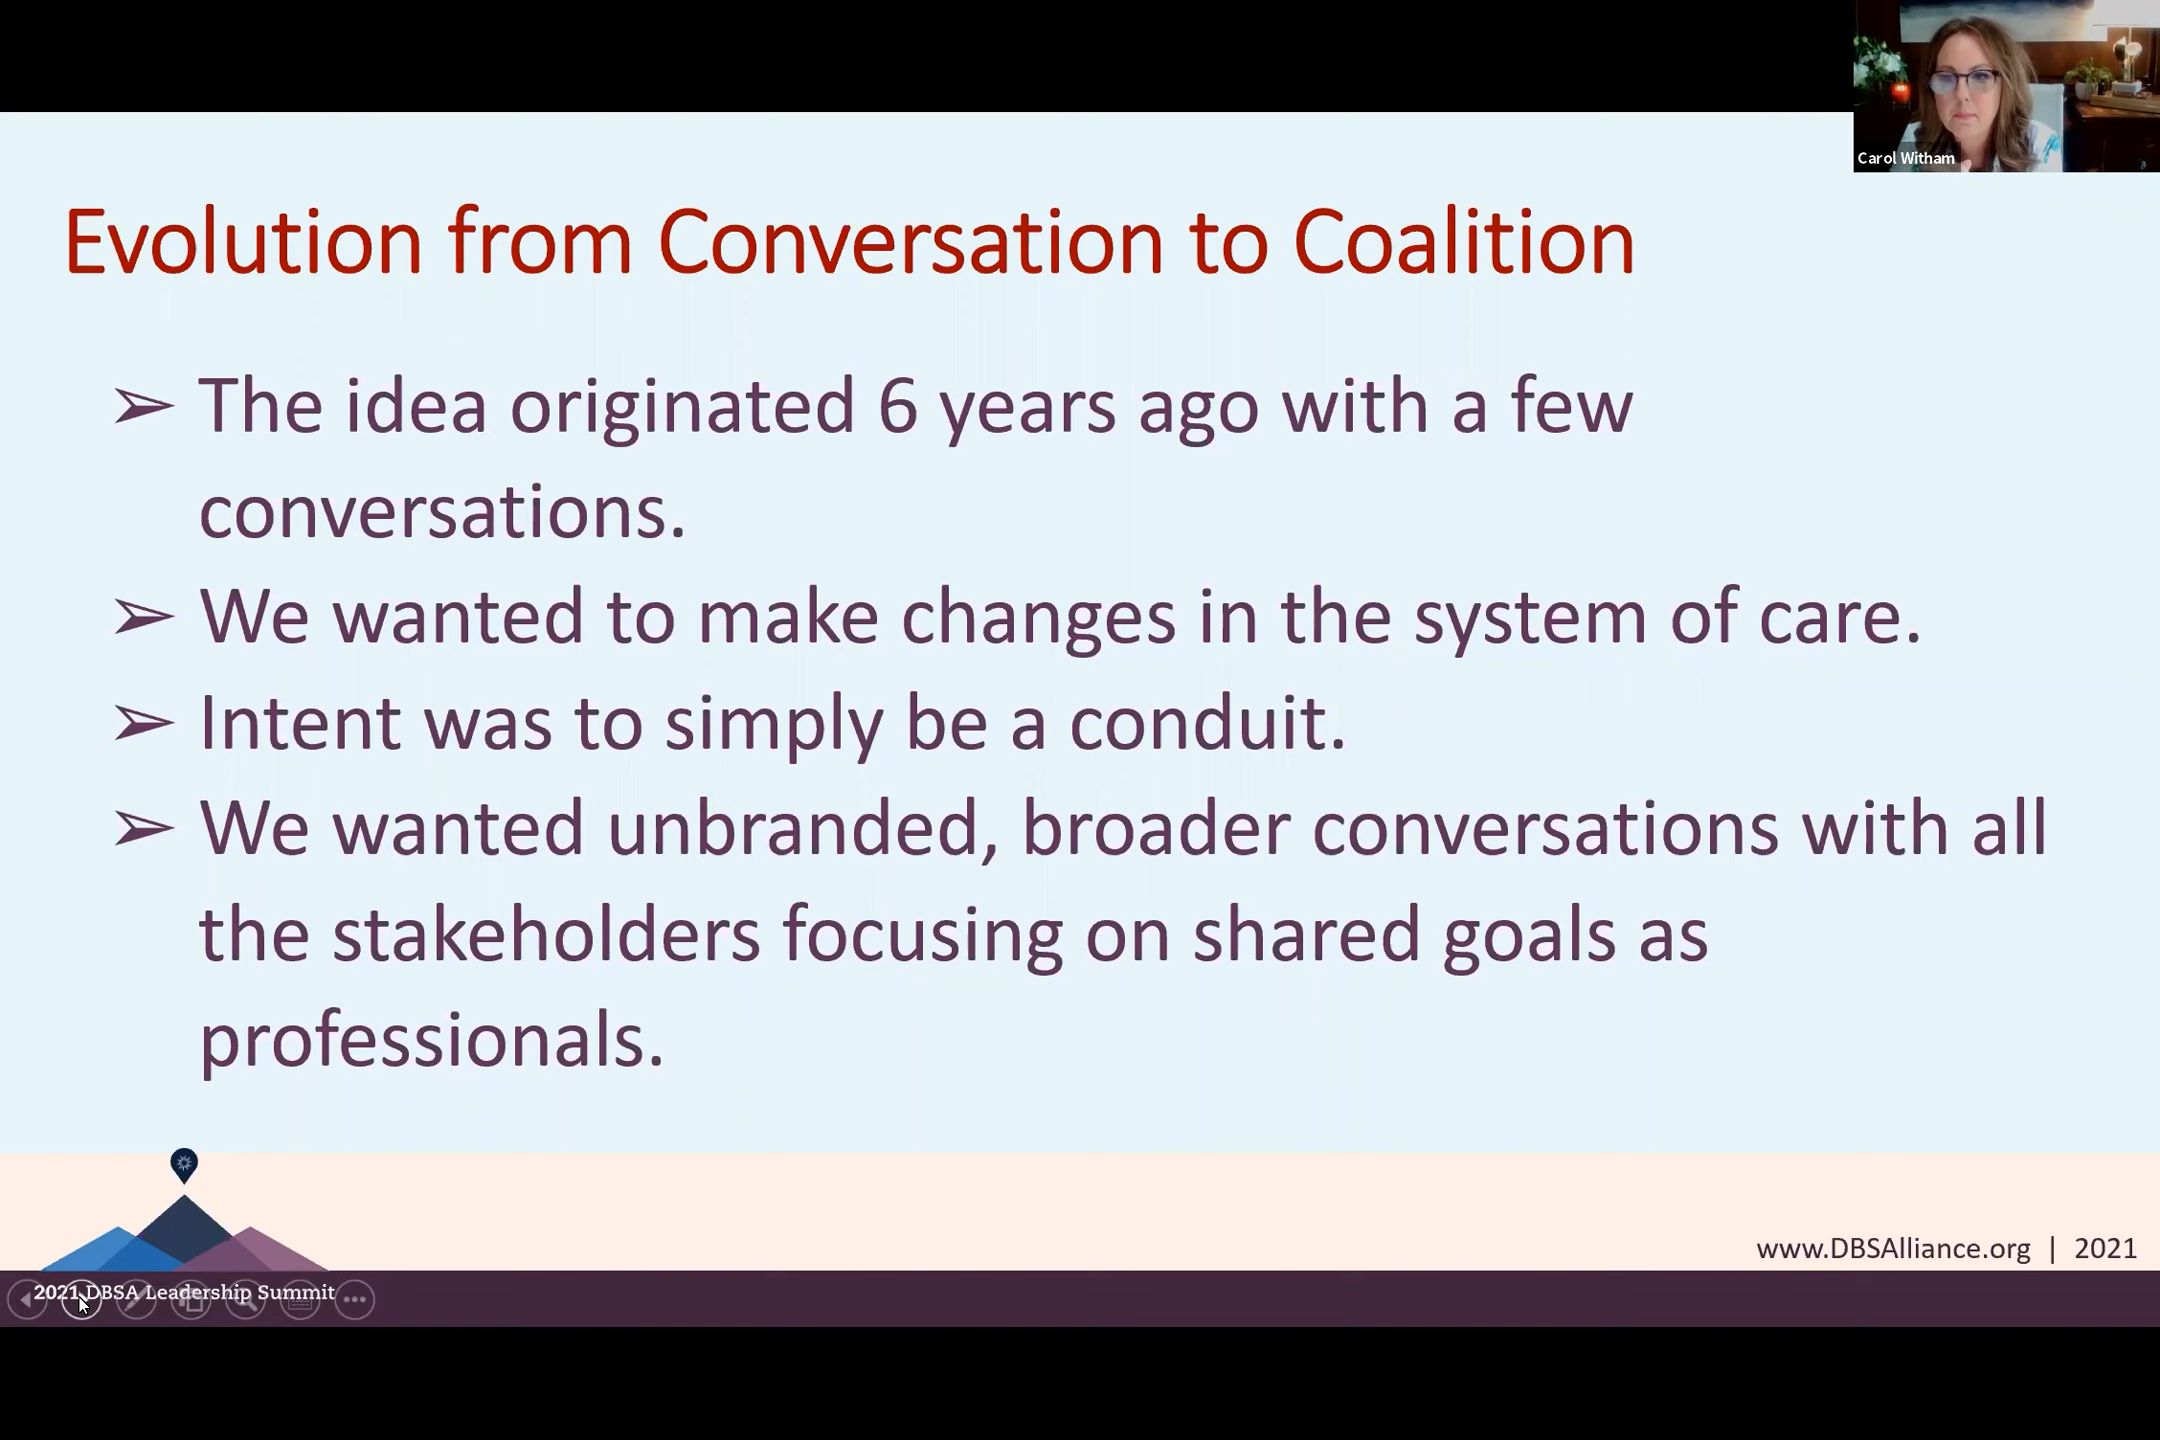 Carol Witham
Evolution from Conversation to Coalition
➢ The idea originated 6 years ago with a few
conversations.
➢ We wanted to make changes in the system of care.
➢ Intent was to simply be a conduit.
➢ We wanted unbranded, broader conversations with all
the stakeholders focusing on shared goals as
professionals.
www.DBSAlliance.org | 2021
2021 DBSA Leadership Summit